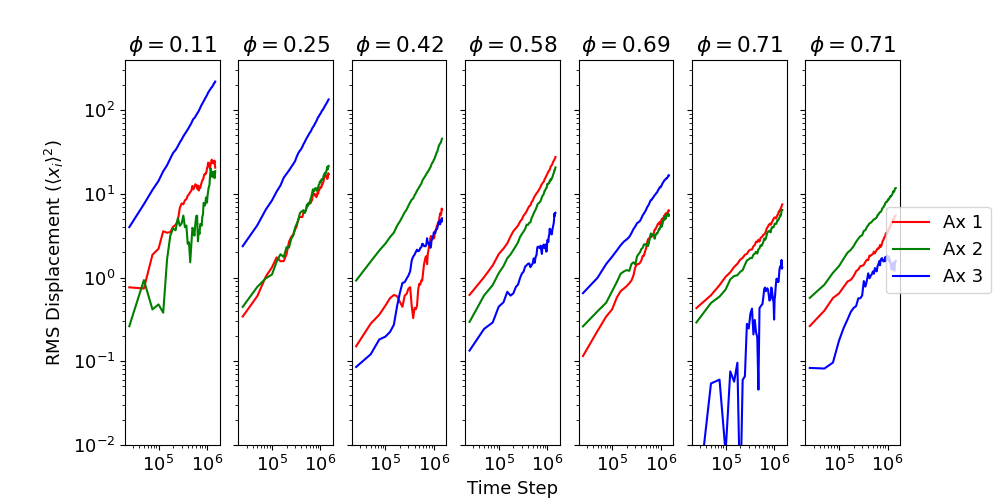 ϕ = 0.11 ϕ = 0.25 ϕ = 0.42 ϕ = 0.58 ϕ = 0.69 ϕ = 0.71 ϕ = 0.71
RMS Displacement (⟨x_i⟩²)
10²
10¹
10⁰
10⁻¹
10⁻²
Ax 1
Ax 2
Ax 3
10⁵ 10⁶ 10⁵ 10⁶ 10⁵ 10⁶ 10⁵ 10⁶ 10⁵ 10⁶ 10⁵ 10⁶ 10⁵ 10⁶
Time Step